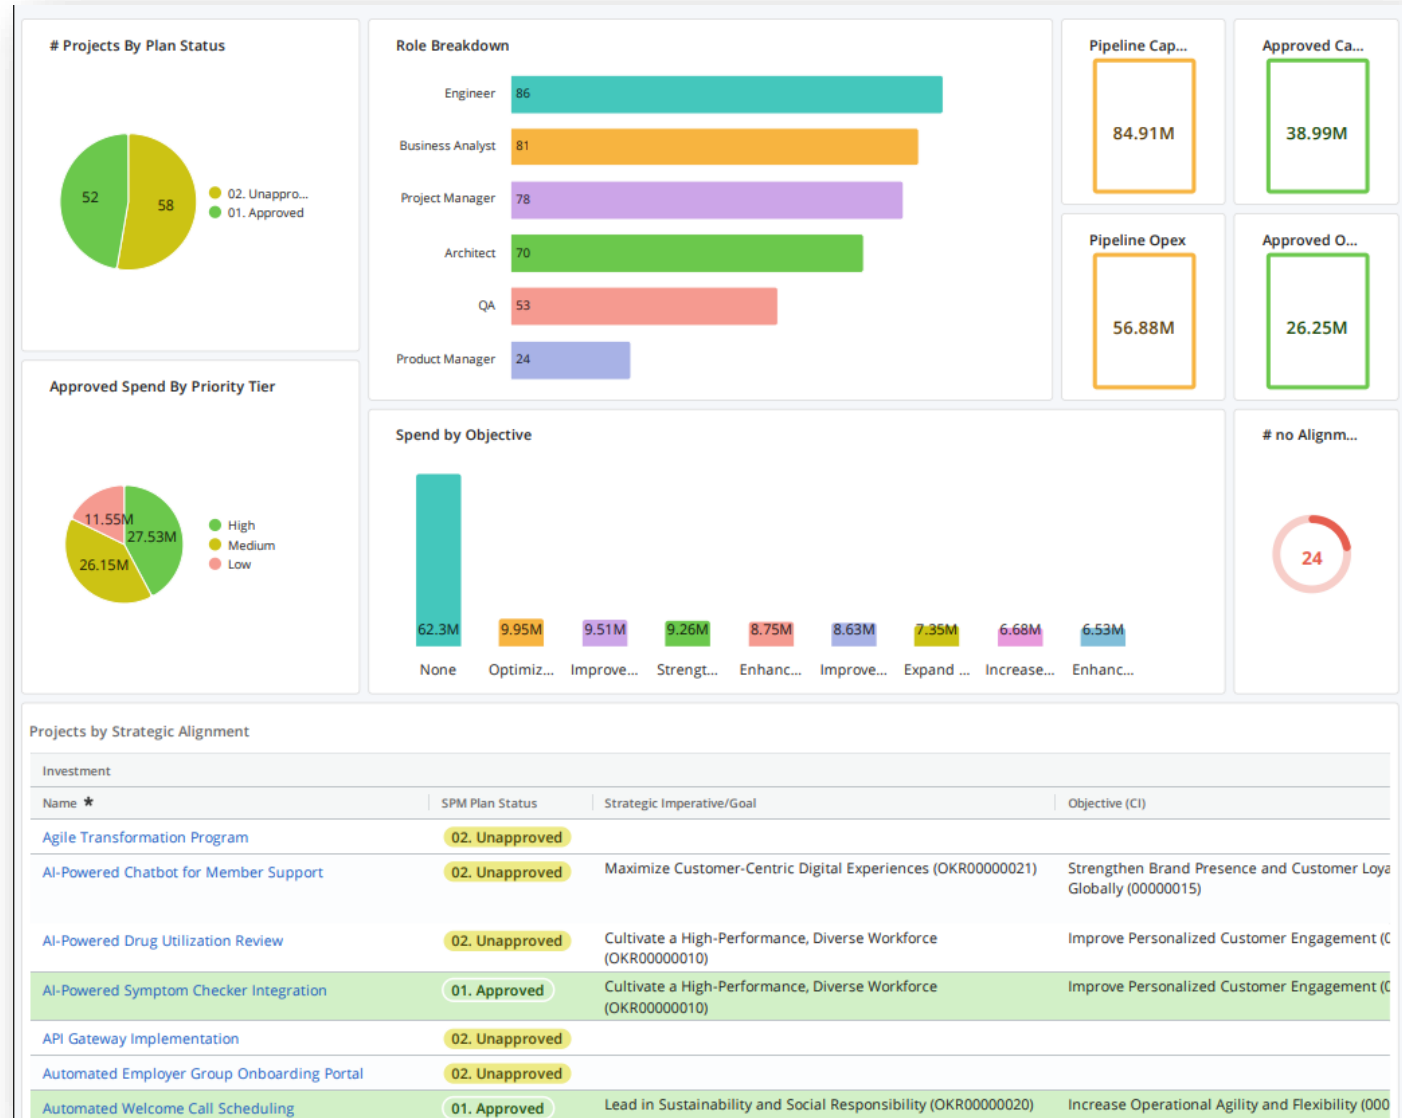 # Projects By Plan Status
52
58
02. Unappro...
01. Approved
Role Breakdown
Engineer 86
Business Analyst 81
Project Manager 78
Architect 70
QA 53
Product Manager 24
Pipeline Cap...
84.91M
Approved Ca...
38.99M
Pipeline Opex
56.88M
Approved O...
26.25M
Approved Spend By Priority Tier
11.55M
27.53M
26.15M
High
Medium
Low
Spend by Objective
62.3M 9.95M 9.51M 9.26M 8.75M 8.63M 7.35M 6.68M 6.53M
None Optimiz... Improve... Strengt... Enhanc... Improve... Expand ... Increase... Enhanc...
# no Alignm...
24
Projects by Strategic Alignment
Investment
Name * SPM Plan Status Strategic Imperative/Goal Objective (CI)
Agile Transformation Program 02. Unapproved
AI-Powered Chatbot for Member Support 02. Unapproved Maximize Customer-Centric Digital Experiences (OKR00000021) Strengthen Brand Presence and Customer Loya
Globally (00000015)
AI-Powered Drug Utilization Review 02. Unapproved Cultivate a High-Performance, Diverse Workforce Improve Personalized Customer Engagement (0
(OKR00000010)
AI-Powered Symptom Checker Integration 01. Approved Cultivate a High-Performance, Diverse Workforce Improve Personalized Customer Engagement (0
(OKR00000010)
API Gateway Implementation 02. Unapproved
Automated Employer Group Onboarding Portal 02. Unapproved
Automated Welcome Call Scheduling 01. Approved Lead in Sustainability and Social Responsibility (OKR00000020) Increase Operational Agility and Flexibility (000